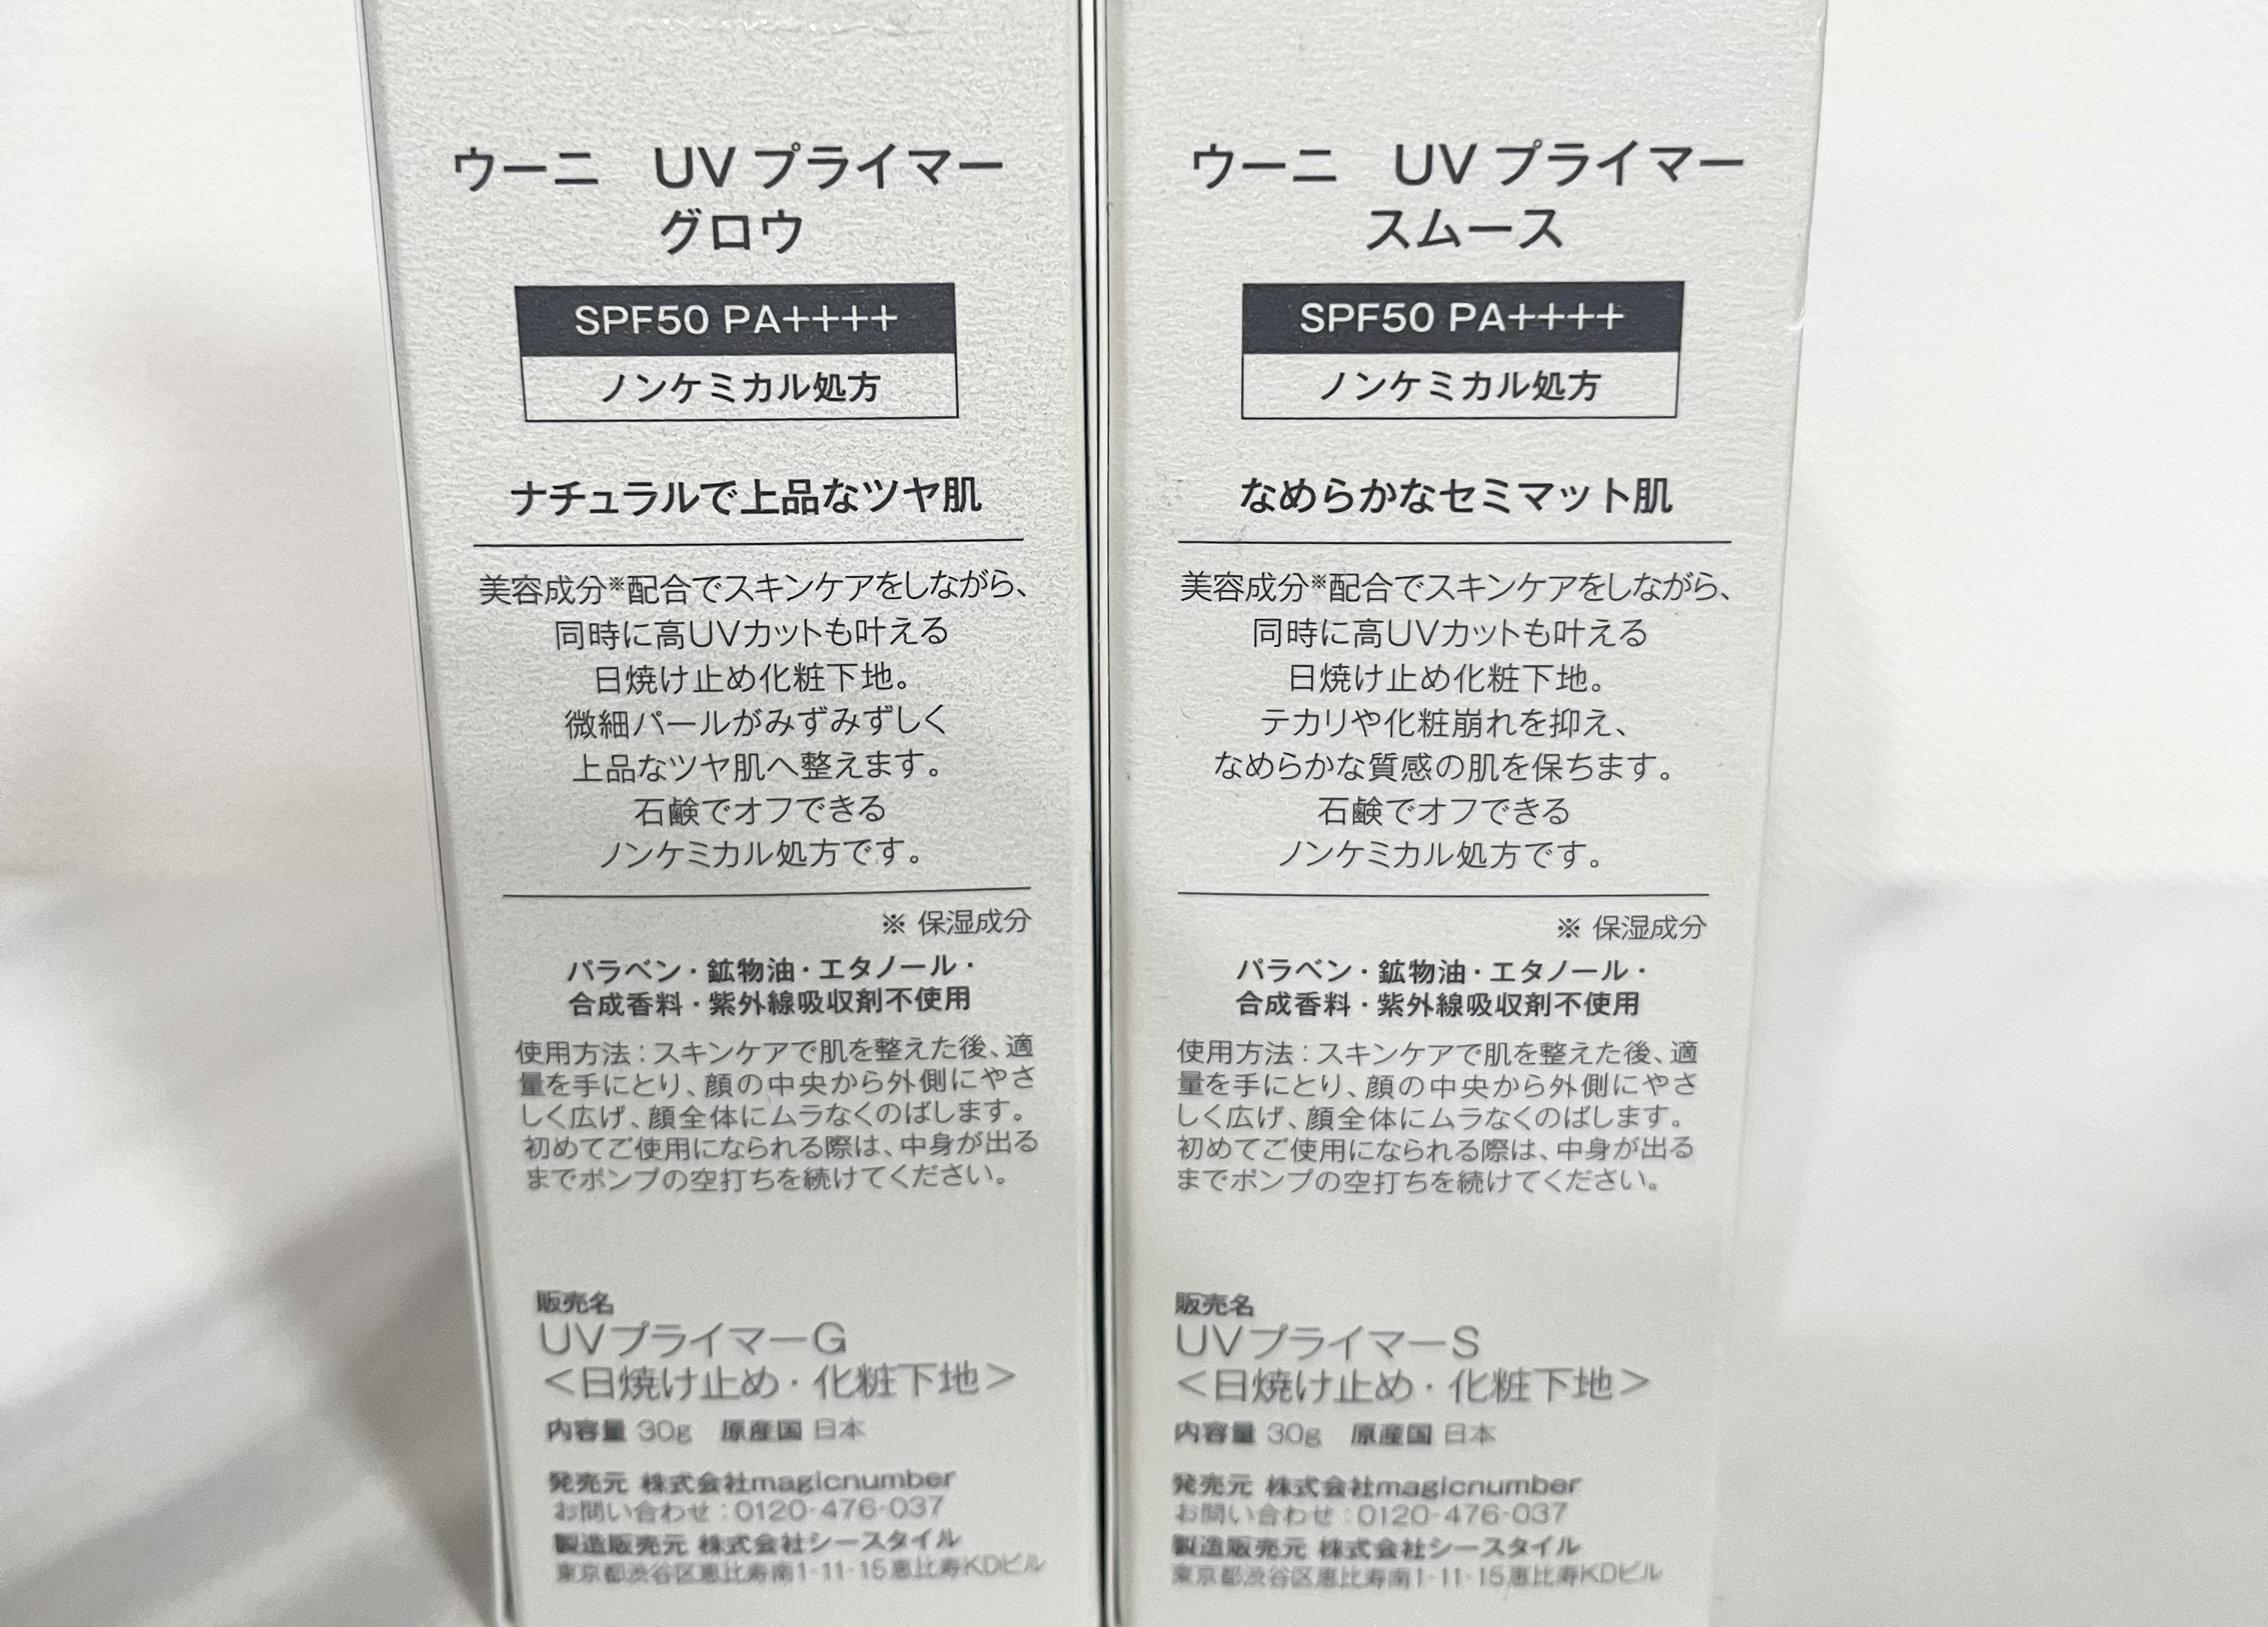 ウーニ　UV プライマー
グロウ
SPF50 PA++++
ノンケミカル処方
ナチュラルで上品なツヤ肌
美容成分※配合でスキンケアをしながら、
同時に高UVカットも叶える
日焼け止め化粧下地。
微細パールがみずみずしく
上品なツヤ肌へ整えます。
石鹸でオフできる
ノンケミカル処方です。
※ 保湿成分
パラベン・鉱物油・エタノール・
合成香料・紫外線吸収剤不使用
使用方法：スキンケアで肌を整えた後、適
量を手にとり、顔の中央から外側にやさ
しく広げ、顔全体にムラなくのばします。
初めてご使用になられる際は、中身が出る
までポンプの空打ちを続けてください。
販売名
UVプライマーG
＜日焼け止め・化粧下地＞
内容量 30g　原産国 日本
発売元 株式会社magicnumber
お問い合わせ：0120-476-037
製造販売元 株式会社シースタイル
東京都渋谷区恵比寿南1-11-15恵比寿KDビル
ウーニ　UV プライマー
スムース
SPF50 PA++++
ノンケミカル処方
なめらかなセミマット肌
美容成分※配合でスキンケアをしながら、
同時に高UVカットも叶える
日焼け止め化粧下地。
テカリや化粧崩れを抑え、
なめらかな質感の肌を保ちます。
石鹸でオフできる
ノンケミカル処方です。
※ 保湿成分
パラベン・鉱物油・エタノール・
合成香料・紫外線吸収剤不使用
使用方法：スキンケアで肌を整えた後、適
量を手にとり、顔の中央から外側にやさ
しく広げ、顔全体にムラなくのばします。
初めてご使用になられる際は、中身が出る
までポンプの空打ちを続けてください。
販売名
UVプライマーS
＜日焼け止め・化粧下地＞
内容量 30g　原産国 日本
発売元 株式会社magicnumber
お問い合わせ：0120-476-037
製造販売元 株式会社シースタイル
東京都渋谷区恵比寿南1-11-15恵比寿KDビル